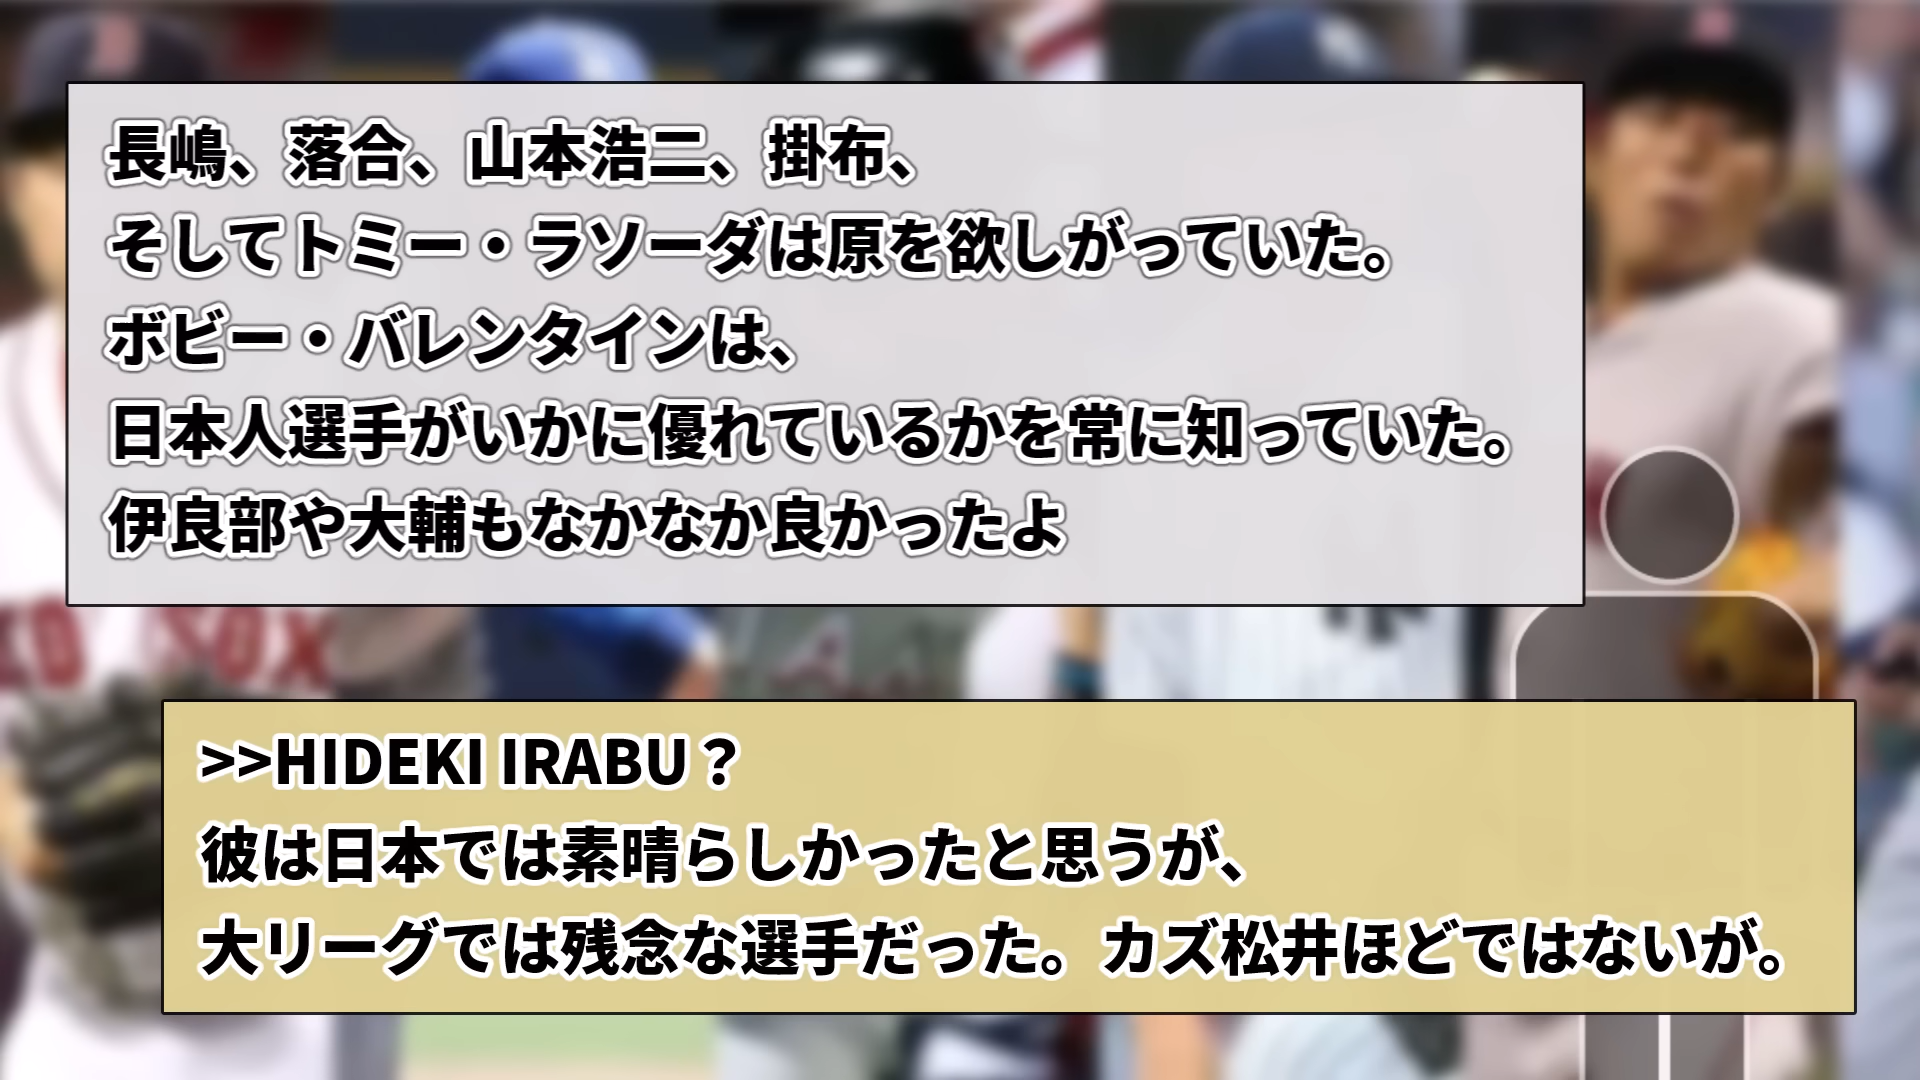 長嶋、落合、山本浩二、掛布、
そしてトミー・ラソーダは原を欲しがっていた。
ボビー・バレンタインは、
日本人選手がいかに優れているかを常に知っていた。
伊良部や大輔もなかなか良かったよ
>>HIDEKI IRABU？
彼は日本では素晴らしかったと思うが、
大リーグでは残念な選手だった。カズ松井ほどではないが。